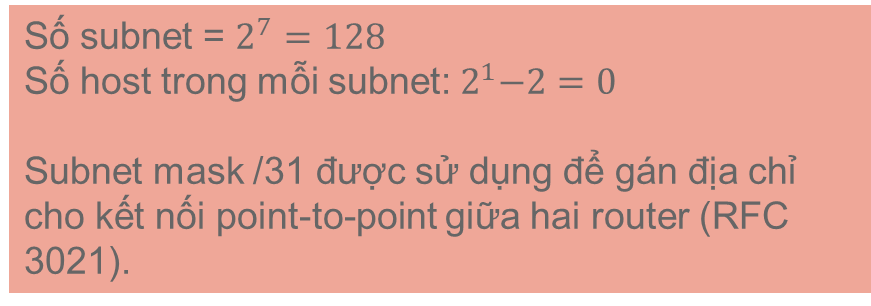 Số subnet = 2⁷ = 128
Số host trong mỗi subnet: 2¹−2 = 0
Subnet mask /31 được sử dụng để gán địa chỉ
cho kết nối point-to-point giữa hai router (RFC
3021).